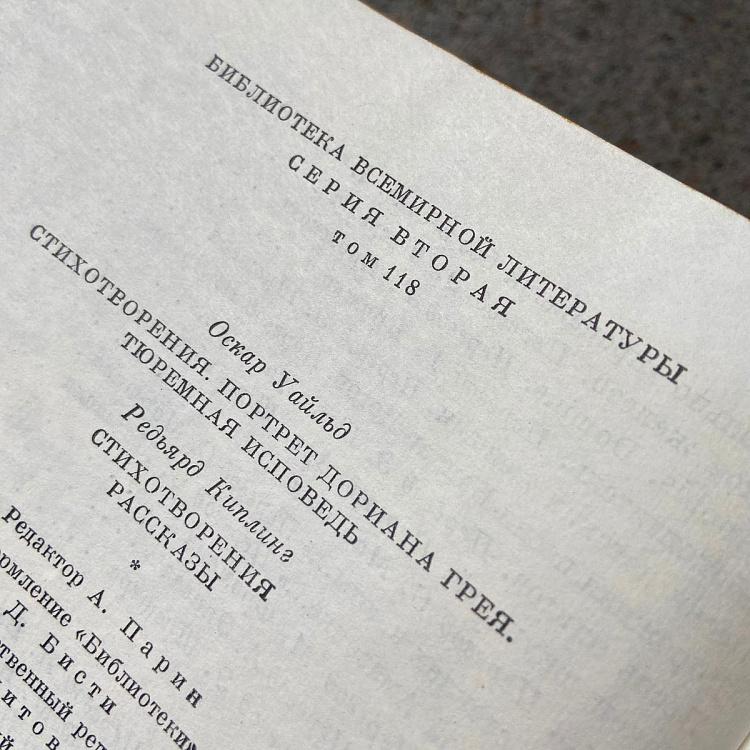 БИБЛИОТЕКА ВСЕМИРНОЙ ЛИТЕРАТУРЫ
СЕРИЯ ВТОРАЯ
ТОМ 118
Оскар Уайльд
СТИХОТВОРЕНИЯ. ПОРТРЕТ ДОРИАНА ГРЕЯ.
ТЮРЕМНАЯ ИСПОВЕДЬ
Редьярд Киплинг
СТИХОТВОРЕНИЯ
РАССКАЗЫ
*
Редактор А. Парин
«Библиотеки»
Д. Бисти